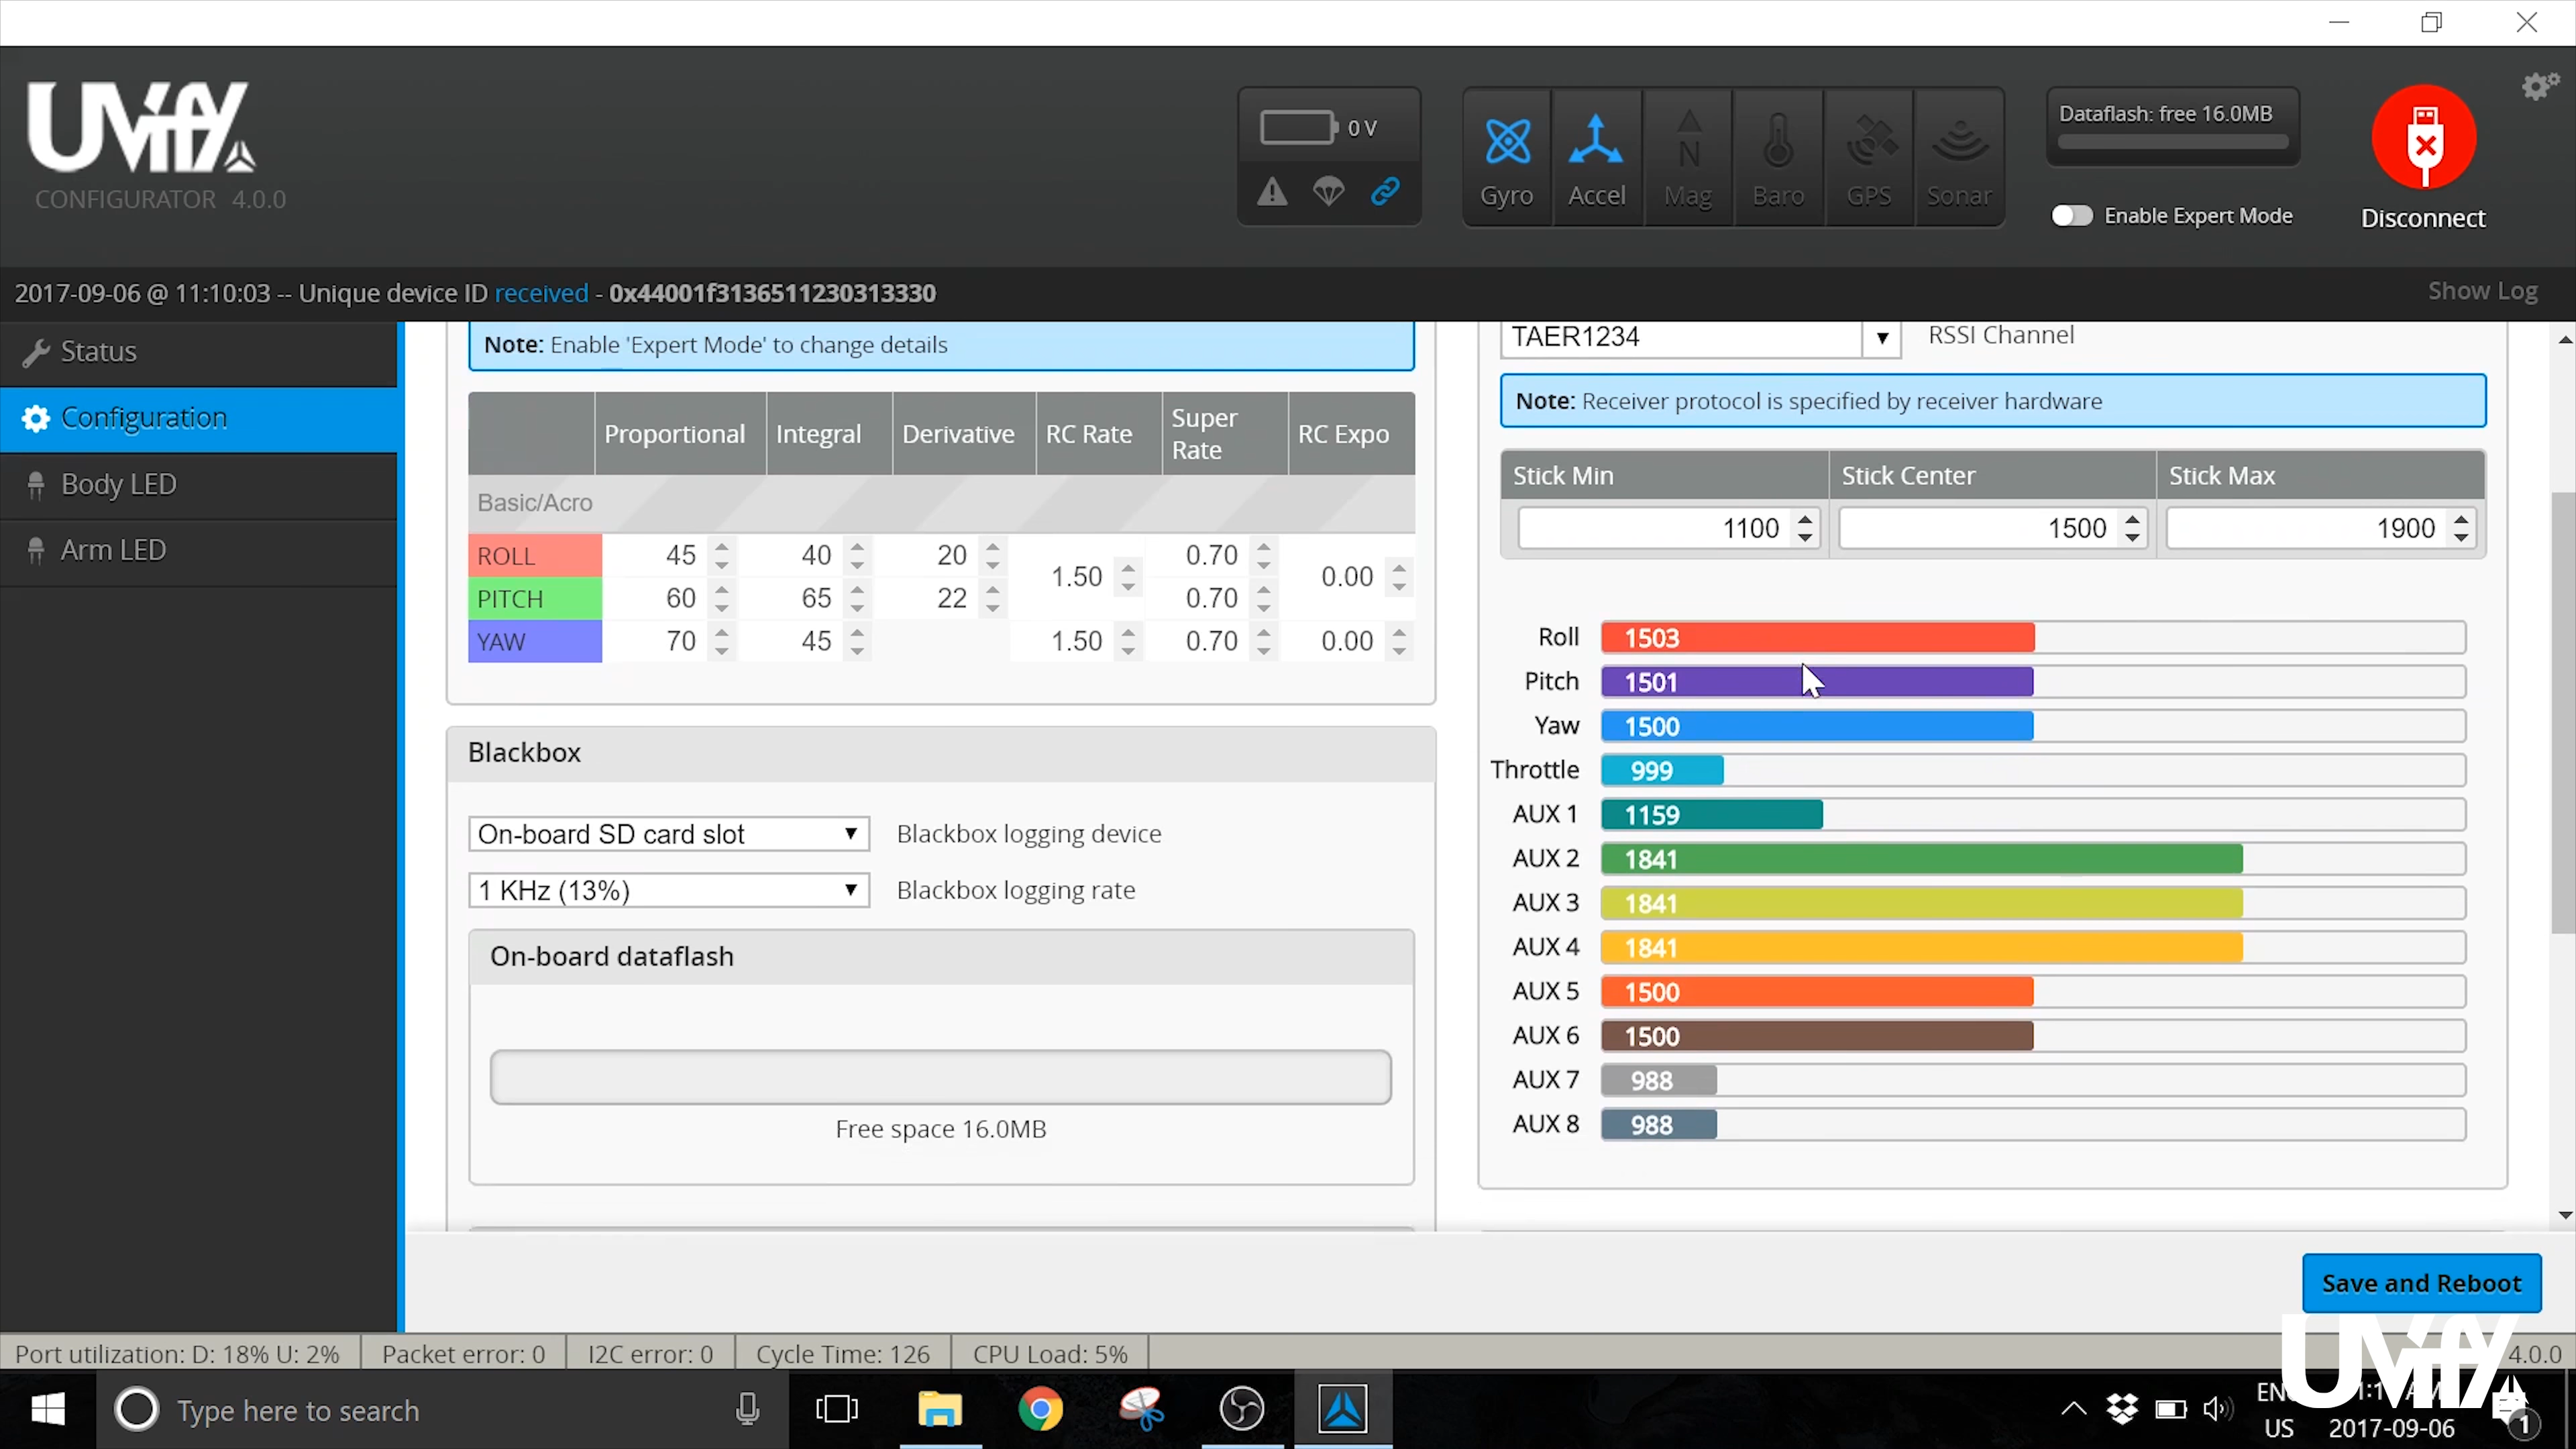 UVify
CONFIGURATOR 4.0.0
0 V
Gyro
Accel
Mag
Baro
GPS
Sonar
Dataflash: free 16.0MB
Enable Expert Mode
Disconnect
2017-09-06 @ 11:10:03 -- Unique device ID received - 0x44001f3136511230313330
Show Log
Status
Configuration
Body LED
Arm LED
Note: Enable 'Expert Mode' to change details
Proportional Integral Derivative RC Rate Super Rate RC Expo
Basic/Acro
ROLL 45 40 20 1.50 0.70 0.00
PITCH 60 65 22 0.70
YAW 70 45 1.50 0.70 0.00
Blackbox
On-board SD card slot Blackbox logging device
1 KHz (13%) Blackbox logging rate
On-board dataflash
Free space 16.0MB
TAER1234 RSSI Channel
Note: Receiver protocol is specified by receiver hardware
Stick Min Stick Center Stick Max
1100 1500 1900
Roll 1503
Pitch 1501
Yaw 1500
Throttle 999
AUX 1 1159
AUX 2 1841
AUX 3 1841
AUX 4 1841
AUX 5 1500
AUX 6 1500
AUX 7 988
AUX 8 988
Save and Reboot
Port utilization: D: 18% U: 2% Packet error: 0 I2C error: 0 Cycle Time: 126 CPU Load: 5%
4.0.0
UVify
Type here to search
US
2017-09-06
1